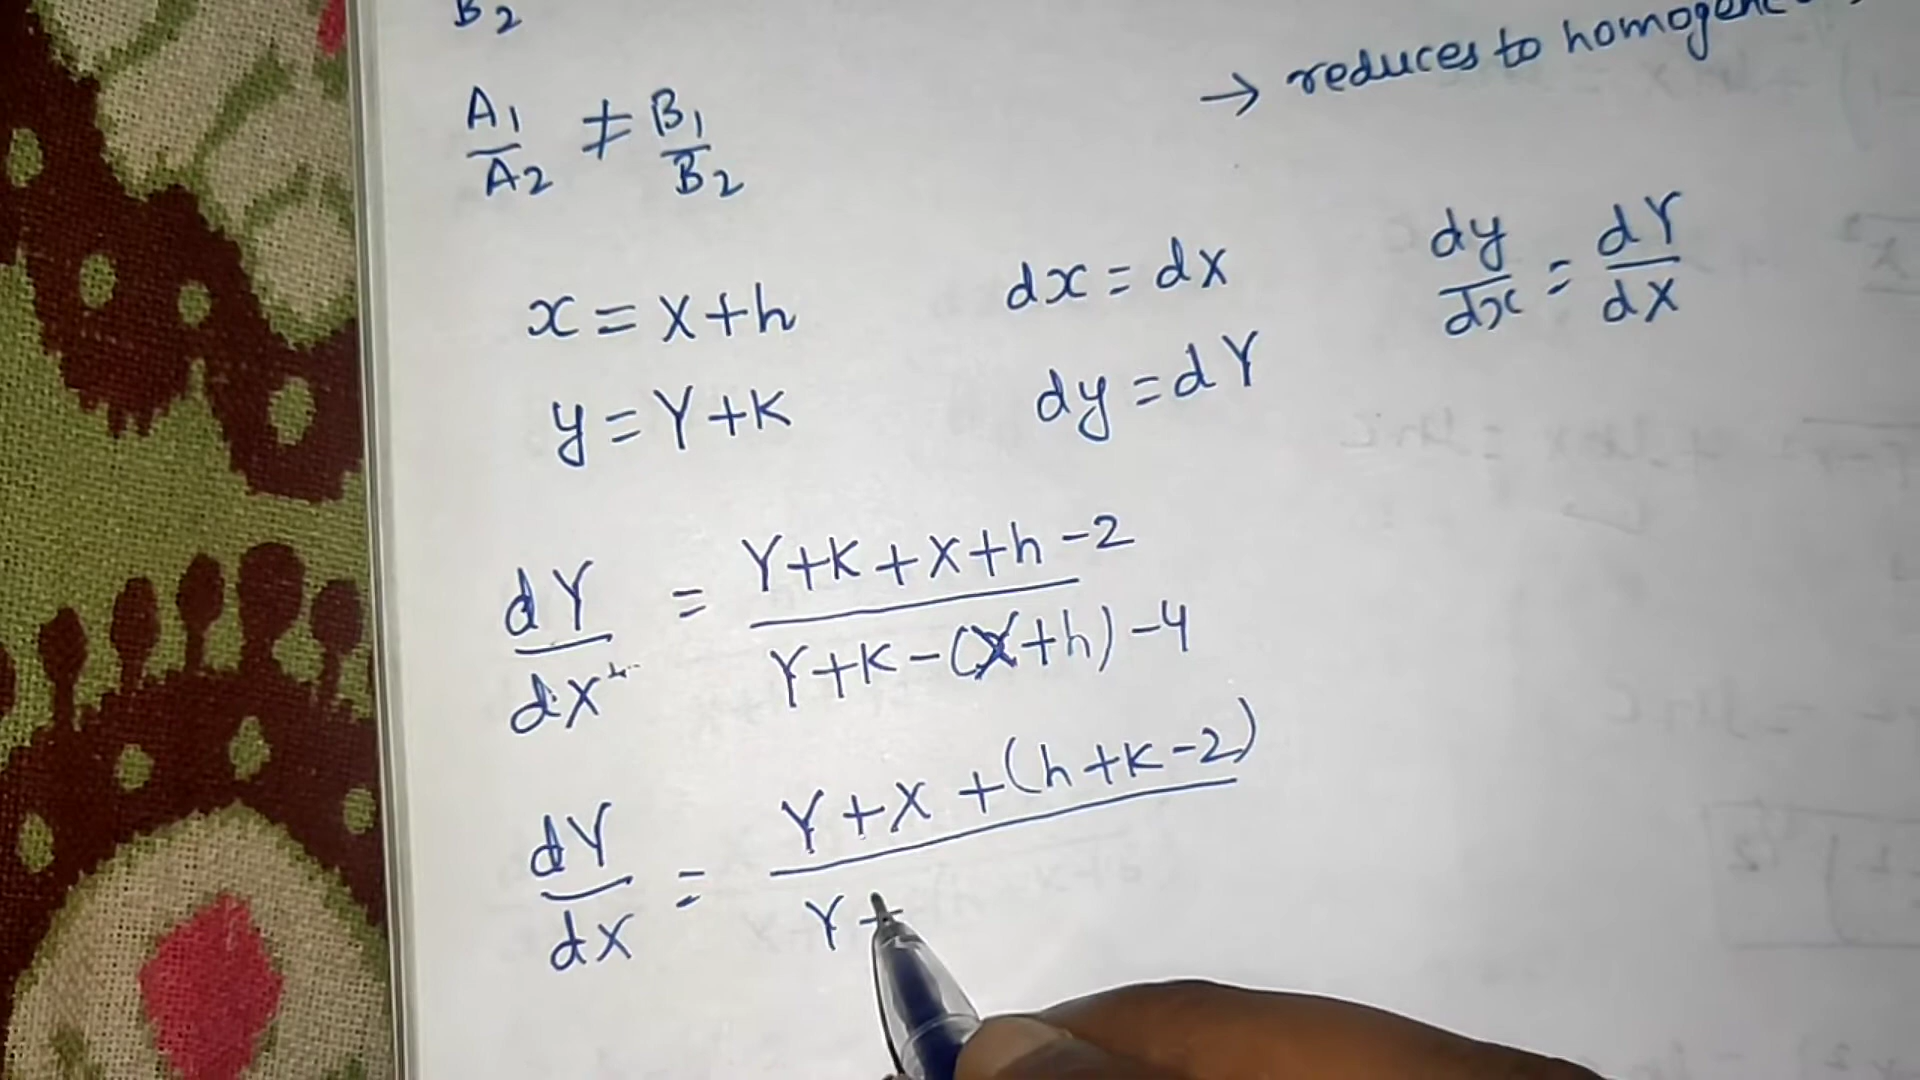 B2
→ reduces to
A1/A2 ≠ B1/B2
x = X+h
dx = dX
dy/dx = dY/dX
y = Y+K
dy = dY
dY/dX = (Y+K+X+h-2)/(Y+K-(X+h)-4)
dY/dX = (Y+X+(h+K-2))/(Y